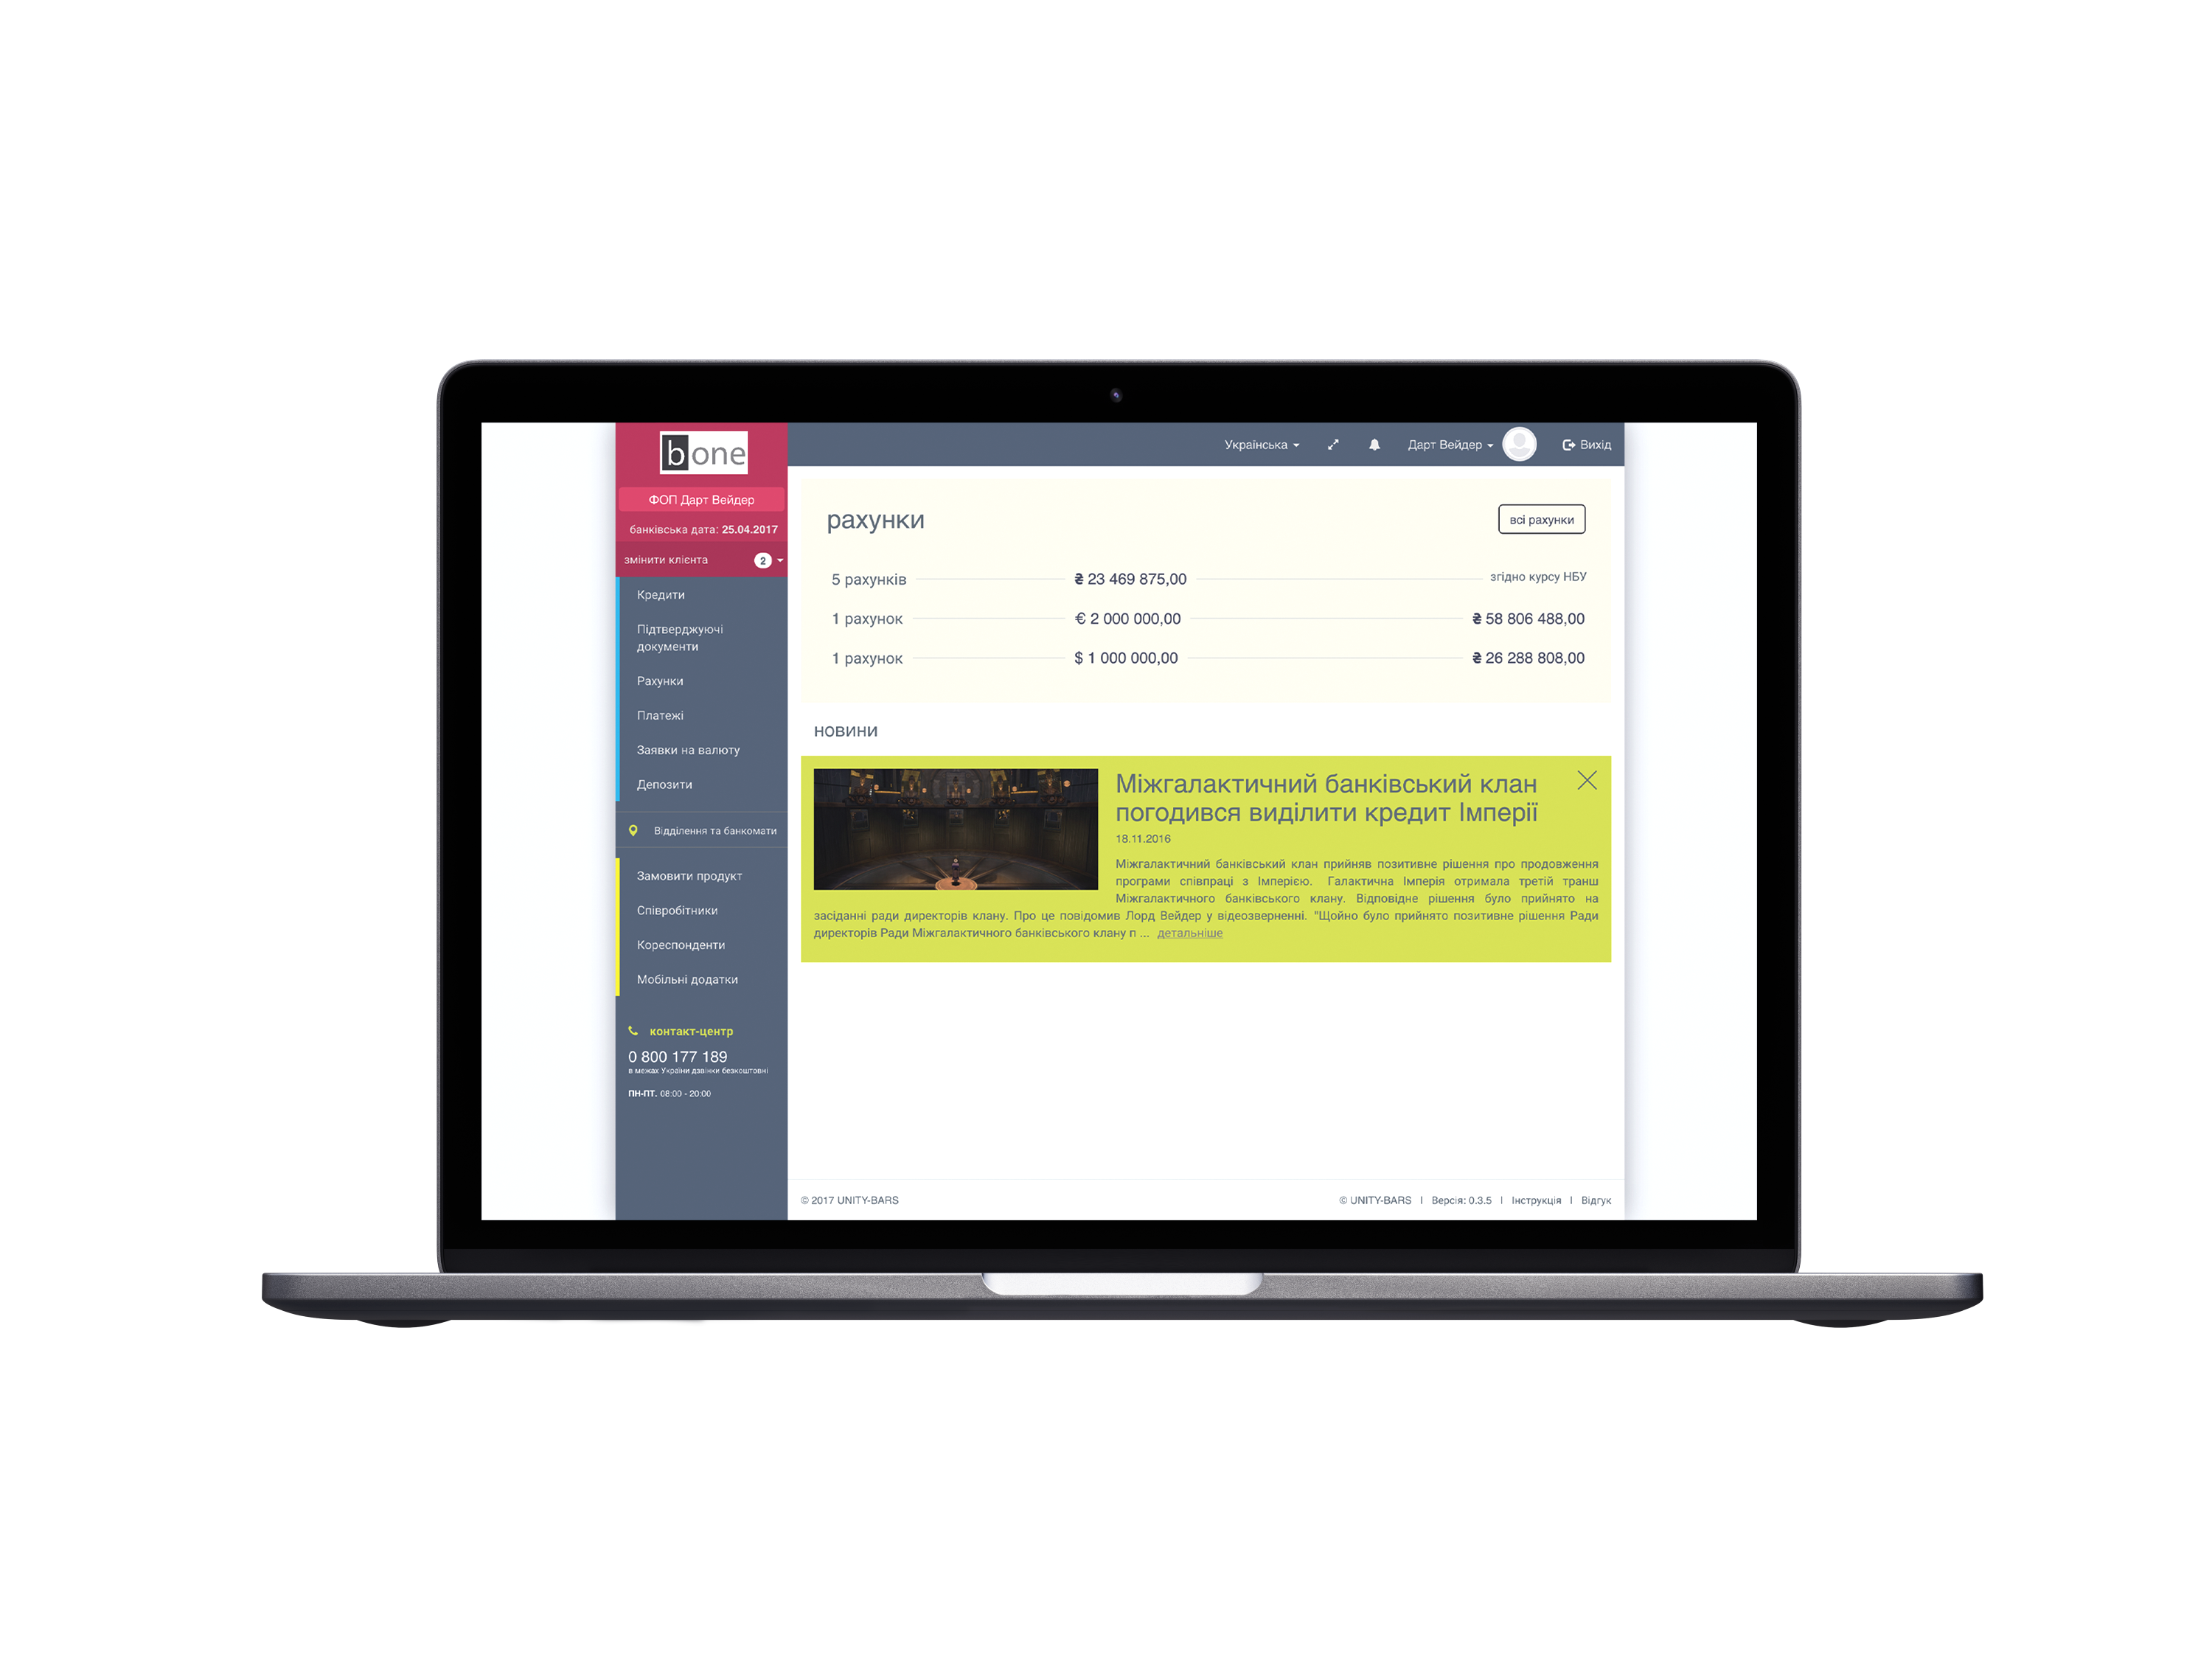 bone
Українська
Дарт Вейдер
Вихід
ФОП Дарт Вейдер
банківська дата: 25.04.2017
змінити клієнта 2
Кредити
Підтверджуючі
документи
Рахунки
Платежі
Заявки на валюту
Депозити
Відділення та банкомати
Замовити продукт
Співробітники
Кореспонденти
Мобільні додатки
контакт-центр
0 800 177 189
в межах України дзвінки безкоштовні
ПН-ПТ. 08:00 - 20:00
рахунки
всі рахунки
5 рахунків ₴ 23 469 875,00 згідно курсу НБУ
1 рахунок € 2 000 000,00 ₴ 58 806 488,00
1 рахунок $ 1 000 000,00 ₴ 26 288 808,00
новини
Міжгалактичний банківський клан
погодився виділити кредит Імперії
18.11.2016
Міжгалактичний банківський клан прийняв позитивне рішення про продовження
програми співпраці з Імперією. Галактична Імперія отримала третій транш
Міжгалактичного банківського клану. Відповідне рішення було прийнято на
засіданні ради директорів клану. Про це повідомив Лорд Вейдер у відеозверненні. "Щойно було прийнято позитивне рішення Ради
директорів Ради Міжгалактичного банківського клану п ... детальніше
© 2017 UNITY-BARS
© UNITY-BARS | Версія: 0.3.5 | Інструкція | Відгук